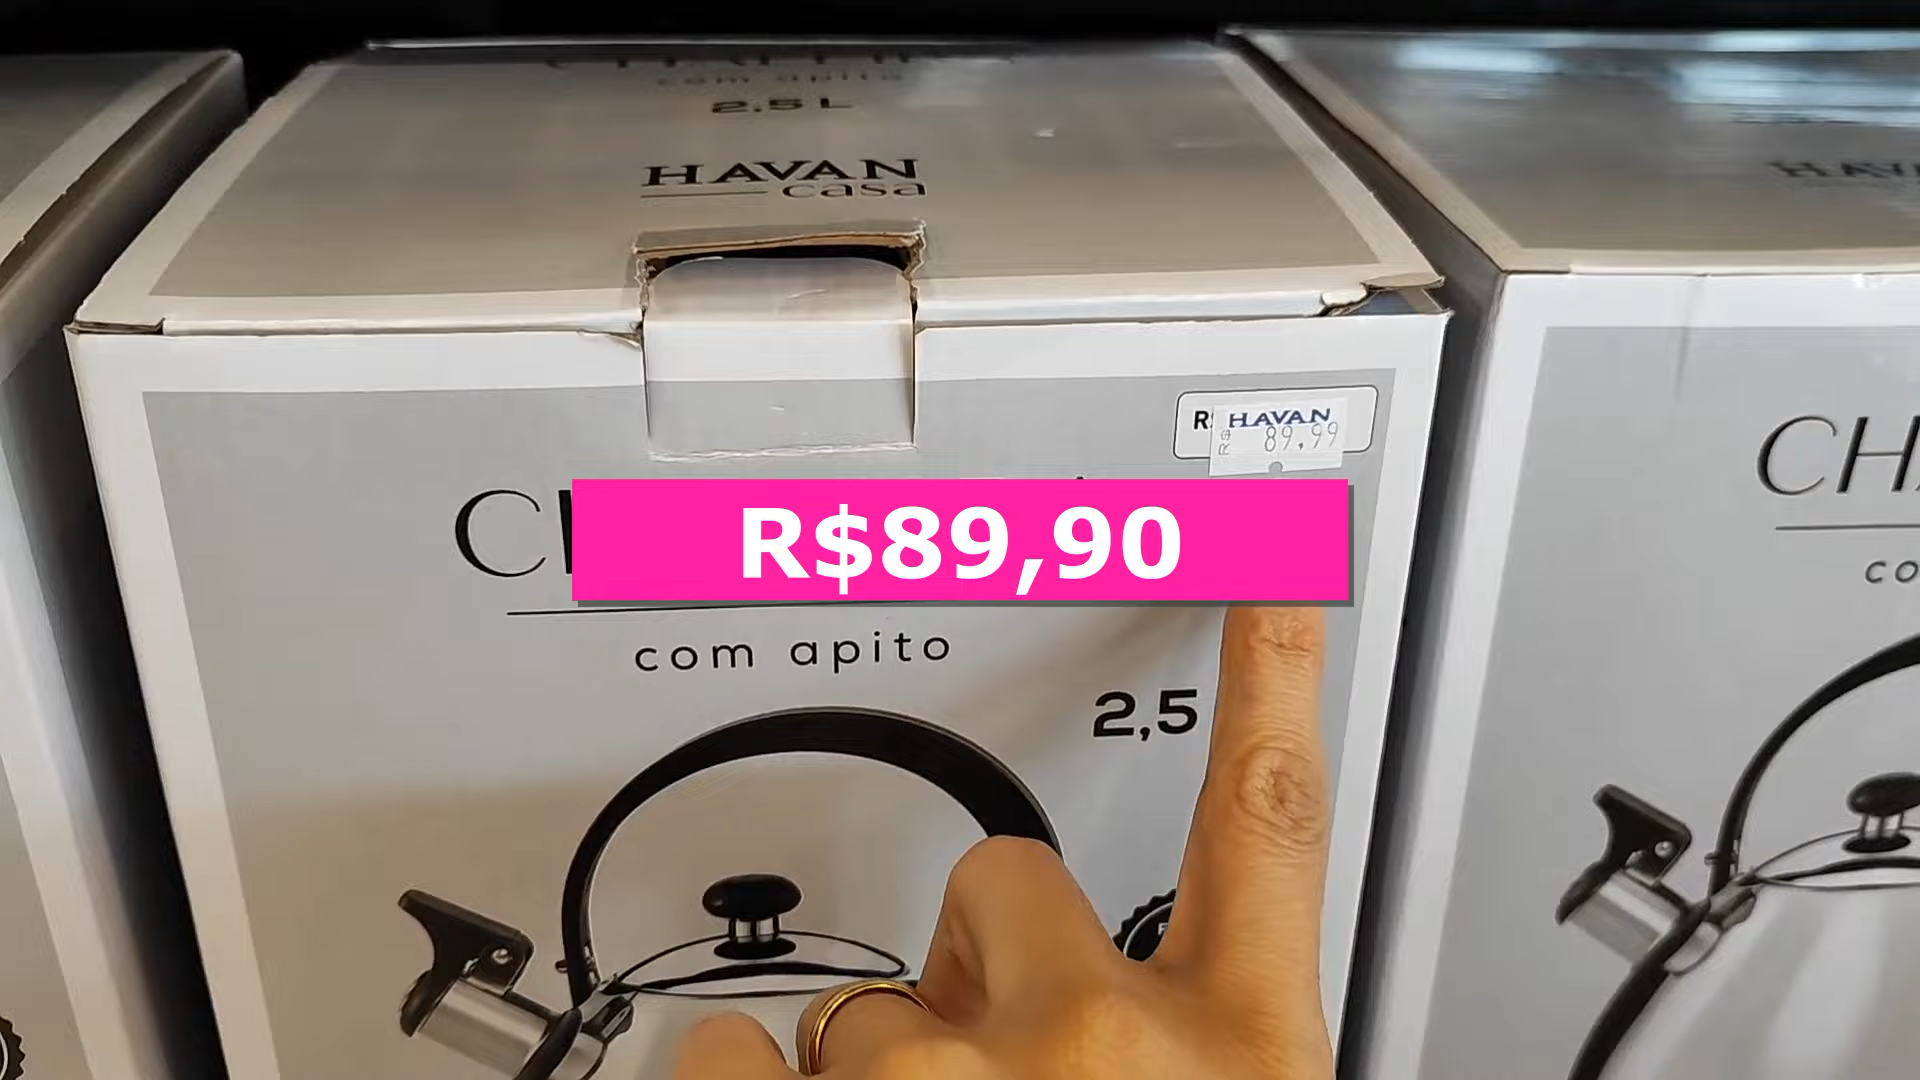 com apito
2.5L
HAVAN
casa
HAVAN
R$ 89.99
R$89,90
com apito
2,5